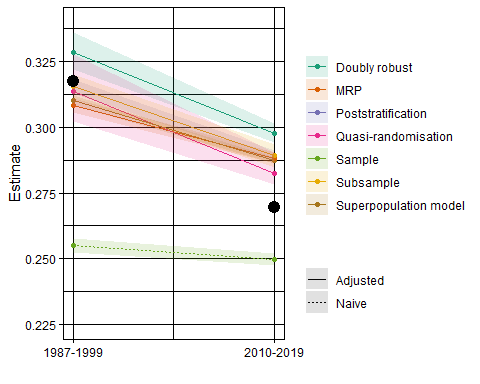 Estimate
0.325
0.300
0.275
0.250
0.225
1987-1999
2010-2019
Doubly robust
MRP
Poststratification
Quasi-randomisation
Sample
Subsample
Superpopulation model
Adjusted
Naive